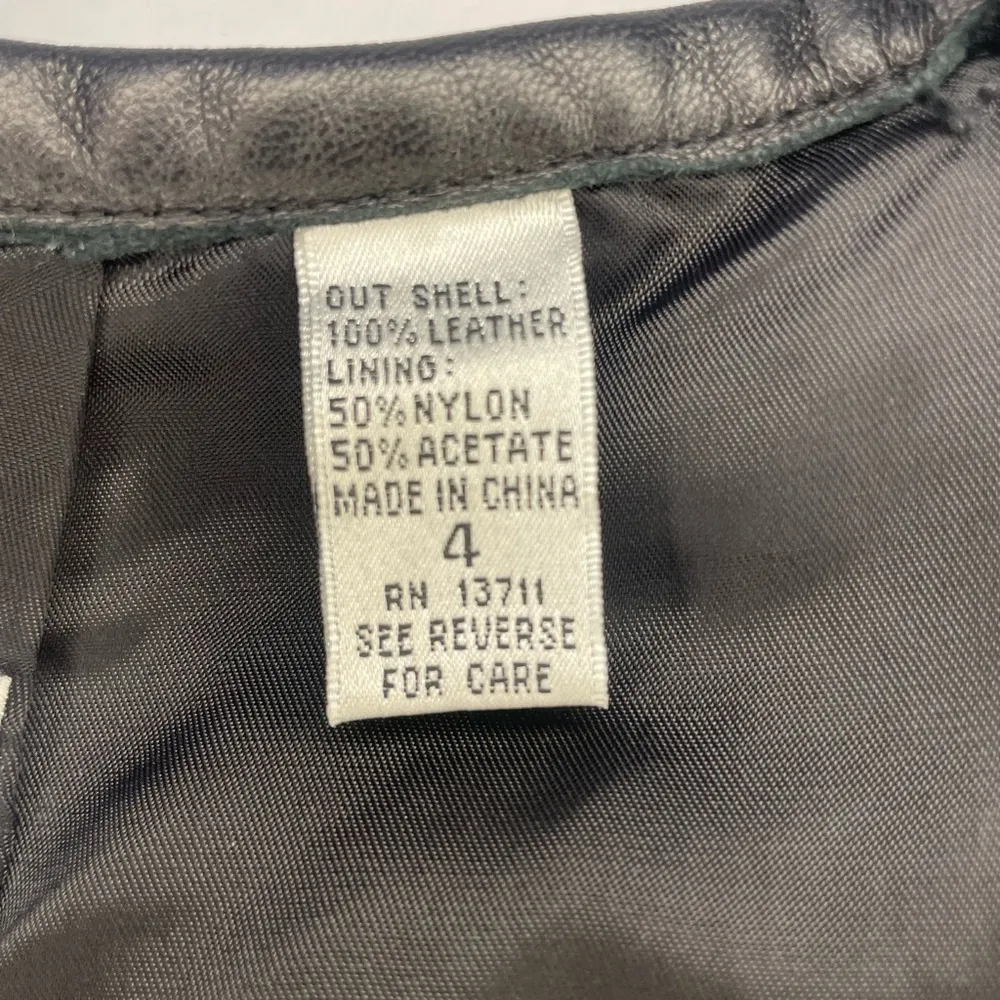 OUT SHELL:
100% LEATHER
LINING:
50% NYLON
50% ACETATE
MADE IN CHINA
4
RN 13711
SEE REVERSE
FOR CARE